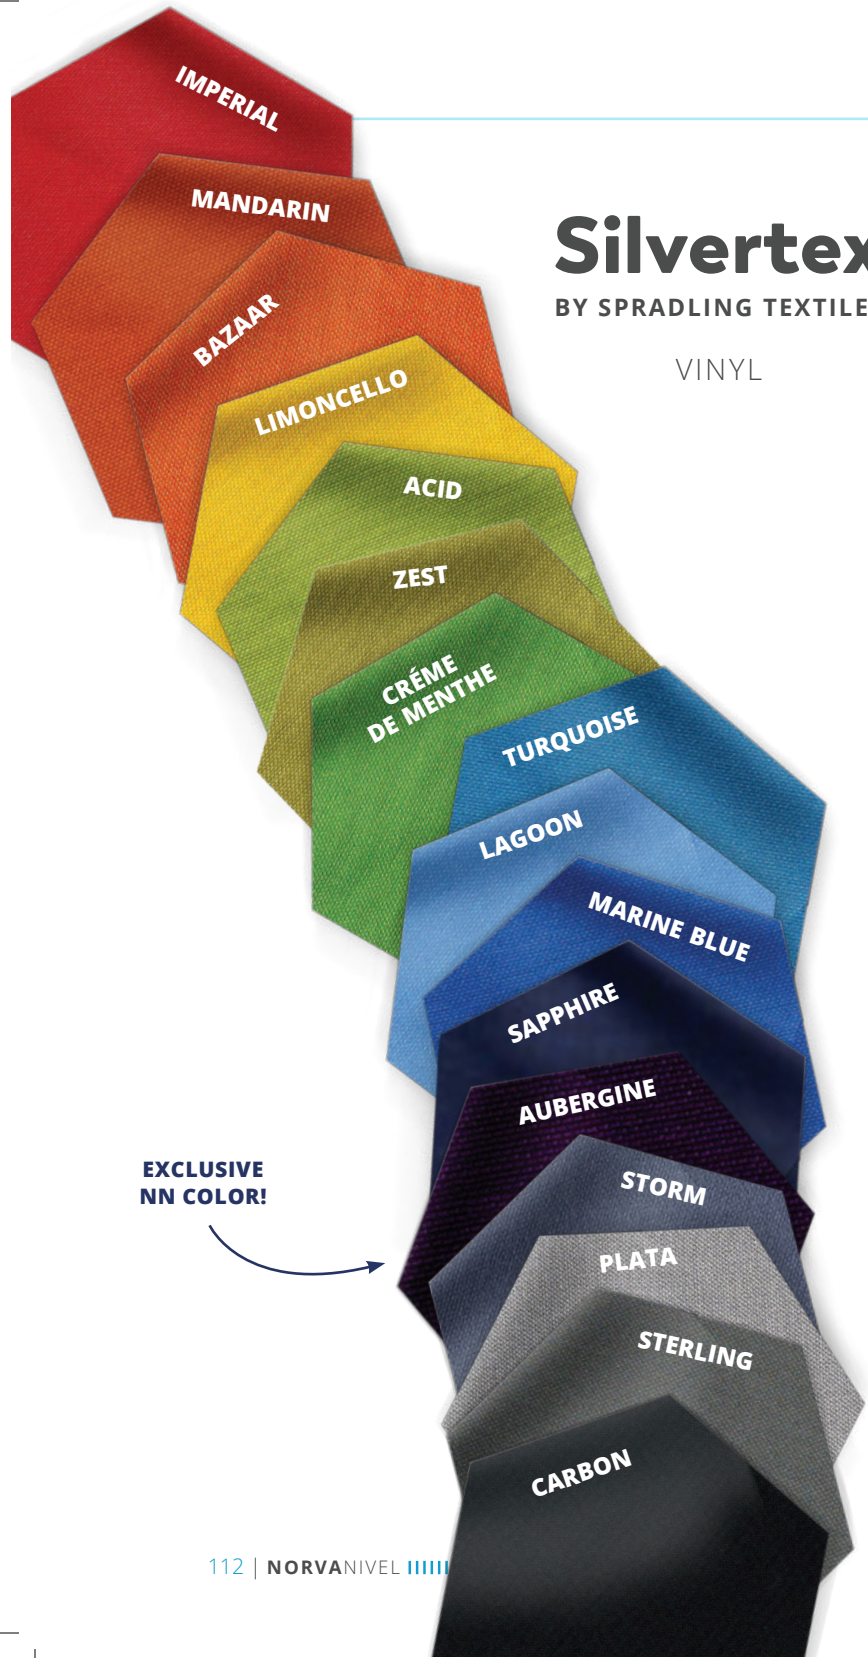 IMPERIAL
MANDARIN
BAZAAR
LIMONCELLO
ACID
ZEST
CRÉME
DE MENTHE
TURQUOISE
LAGOON
MARINE BLUE
SAPPHIRE
AUBERGINE
STORM
PLATA
STERLING
CARBON
Silvertex
BY SPRADLING TEXTILE
VINYL
EXCLUSIVE
NN COLOR!
112 | NORVANIVEL